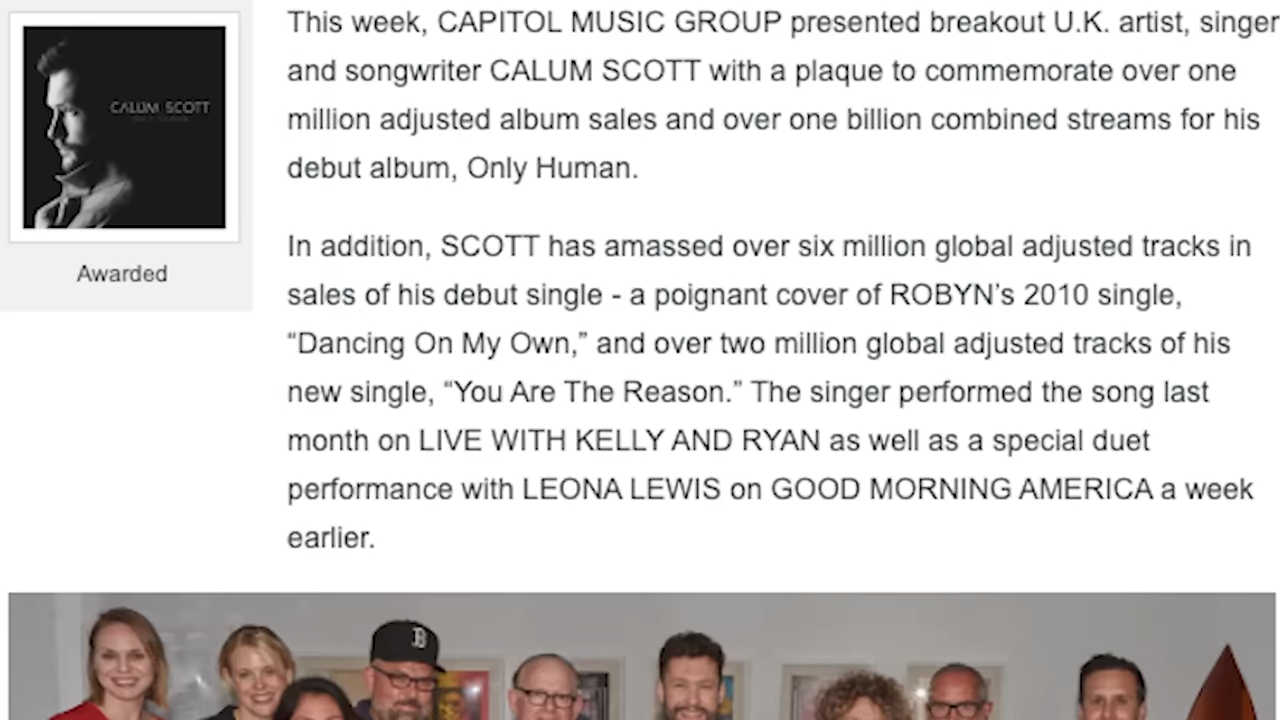 This week, CAPITOL MUSIC GROUP presented breakout U.K. artist, singer
and songwriter CALUM SCOTT with a plaque to commemorate over one
million adjusted album sales and over one billion combined streams for his
debut album, Only Human.
In addition, SCOTT has amassed over six million global adjusted tracks in
sales of his debut single - a poignant cover of ROBYN’s 2010 single,
“Dancing On My Own,” and over two million global adjusted tracks of his
new single, “You Are The Reason.” The singer performed the song last
month on LIVE WITH KELLY AND RYAN as well as a special duet
performance with LEONA LEWIS on GOOD MORNING AMERICA a week
earlier.
CALUM SCOTT
Awarded
B